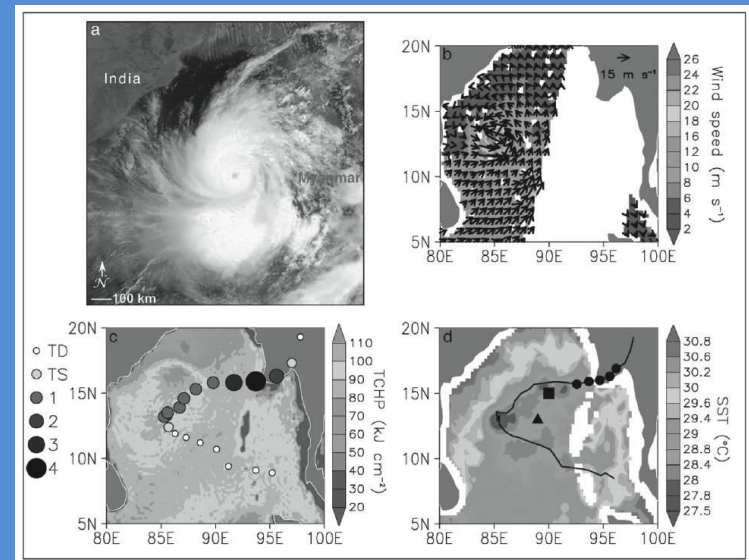 a
India
Myanmar
N
100 km
b
20N
15N
10N
5N
80E
85E
90E
95E
100E
15 m s⁻¹
26
24
22
20
18
16
14
12
10
8
6
4
2
Wind speed (m s⁻¹)
TD
TS
1
2
3
4
c
20N
15N
10N
5N
80E
85E
90E
95E
100E
110
100
90
80
70
60
50
40
30
20
TCHP (kJ cm⁻²)
d
20N
15N
10N
5N
80E
85E
90E
95E
100E
30.8
30.6
30.2
30
29.6
29.4
29
28.8
28.4
28
27.8
27.5
SST (°C)